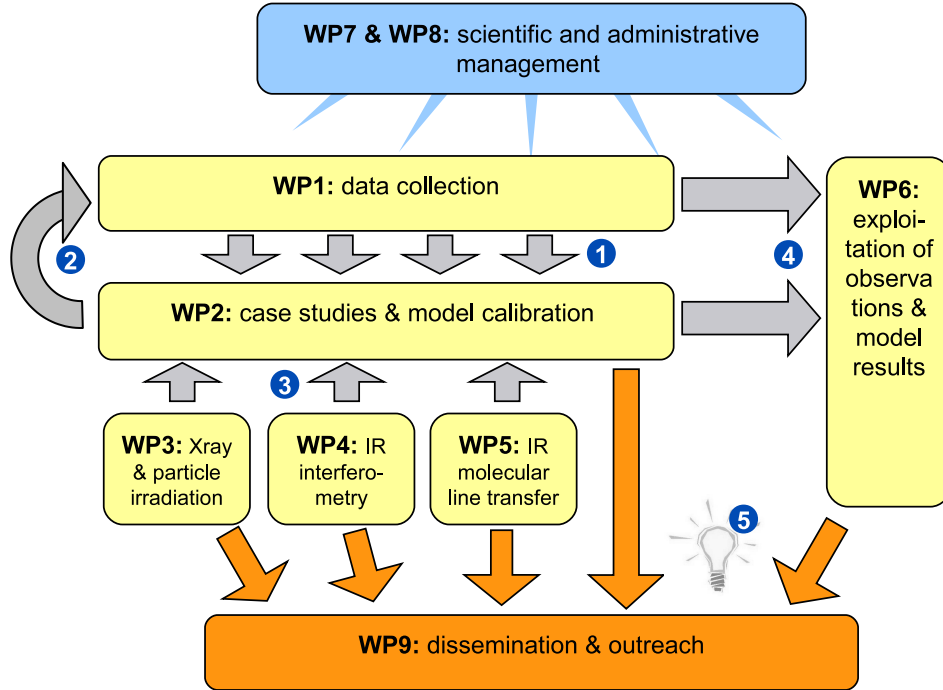 WP7 & WP8: scientific and administrative
management
WP1: data collection
WP6:
exploi-
tation of
observa
tions &
model
results
2
1
4
WP2: case studies & model calibration
3
WP3: Xray
& particle
irradiation
WP4: IR
interfero-
metry
WP5: IR
molecular
line transfer
5
WP9: dissemination & outreach